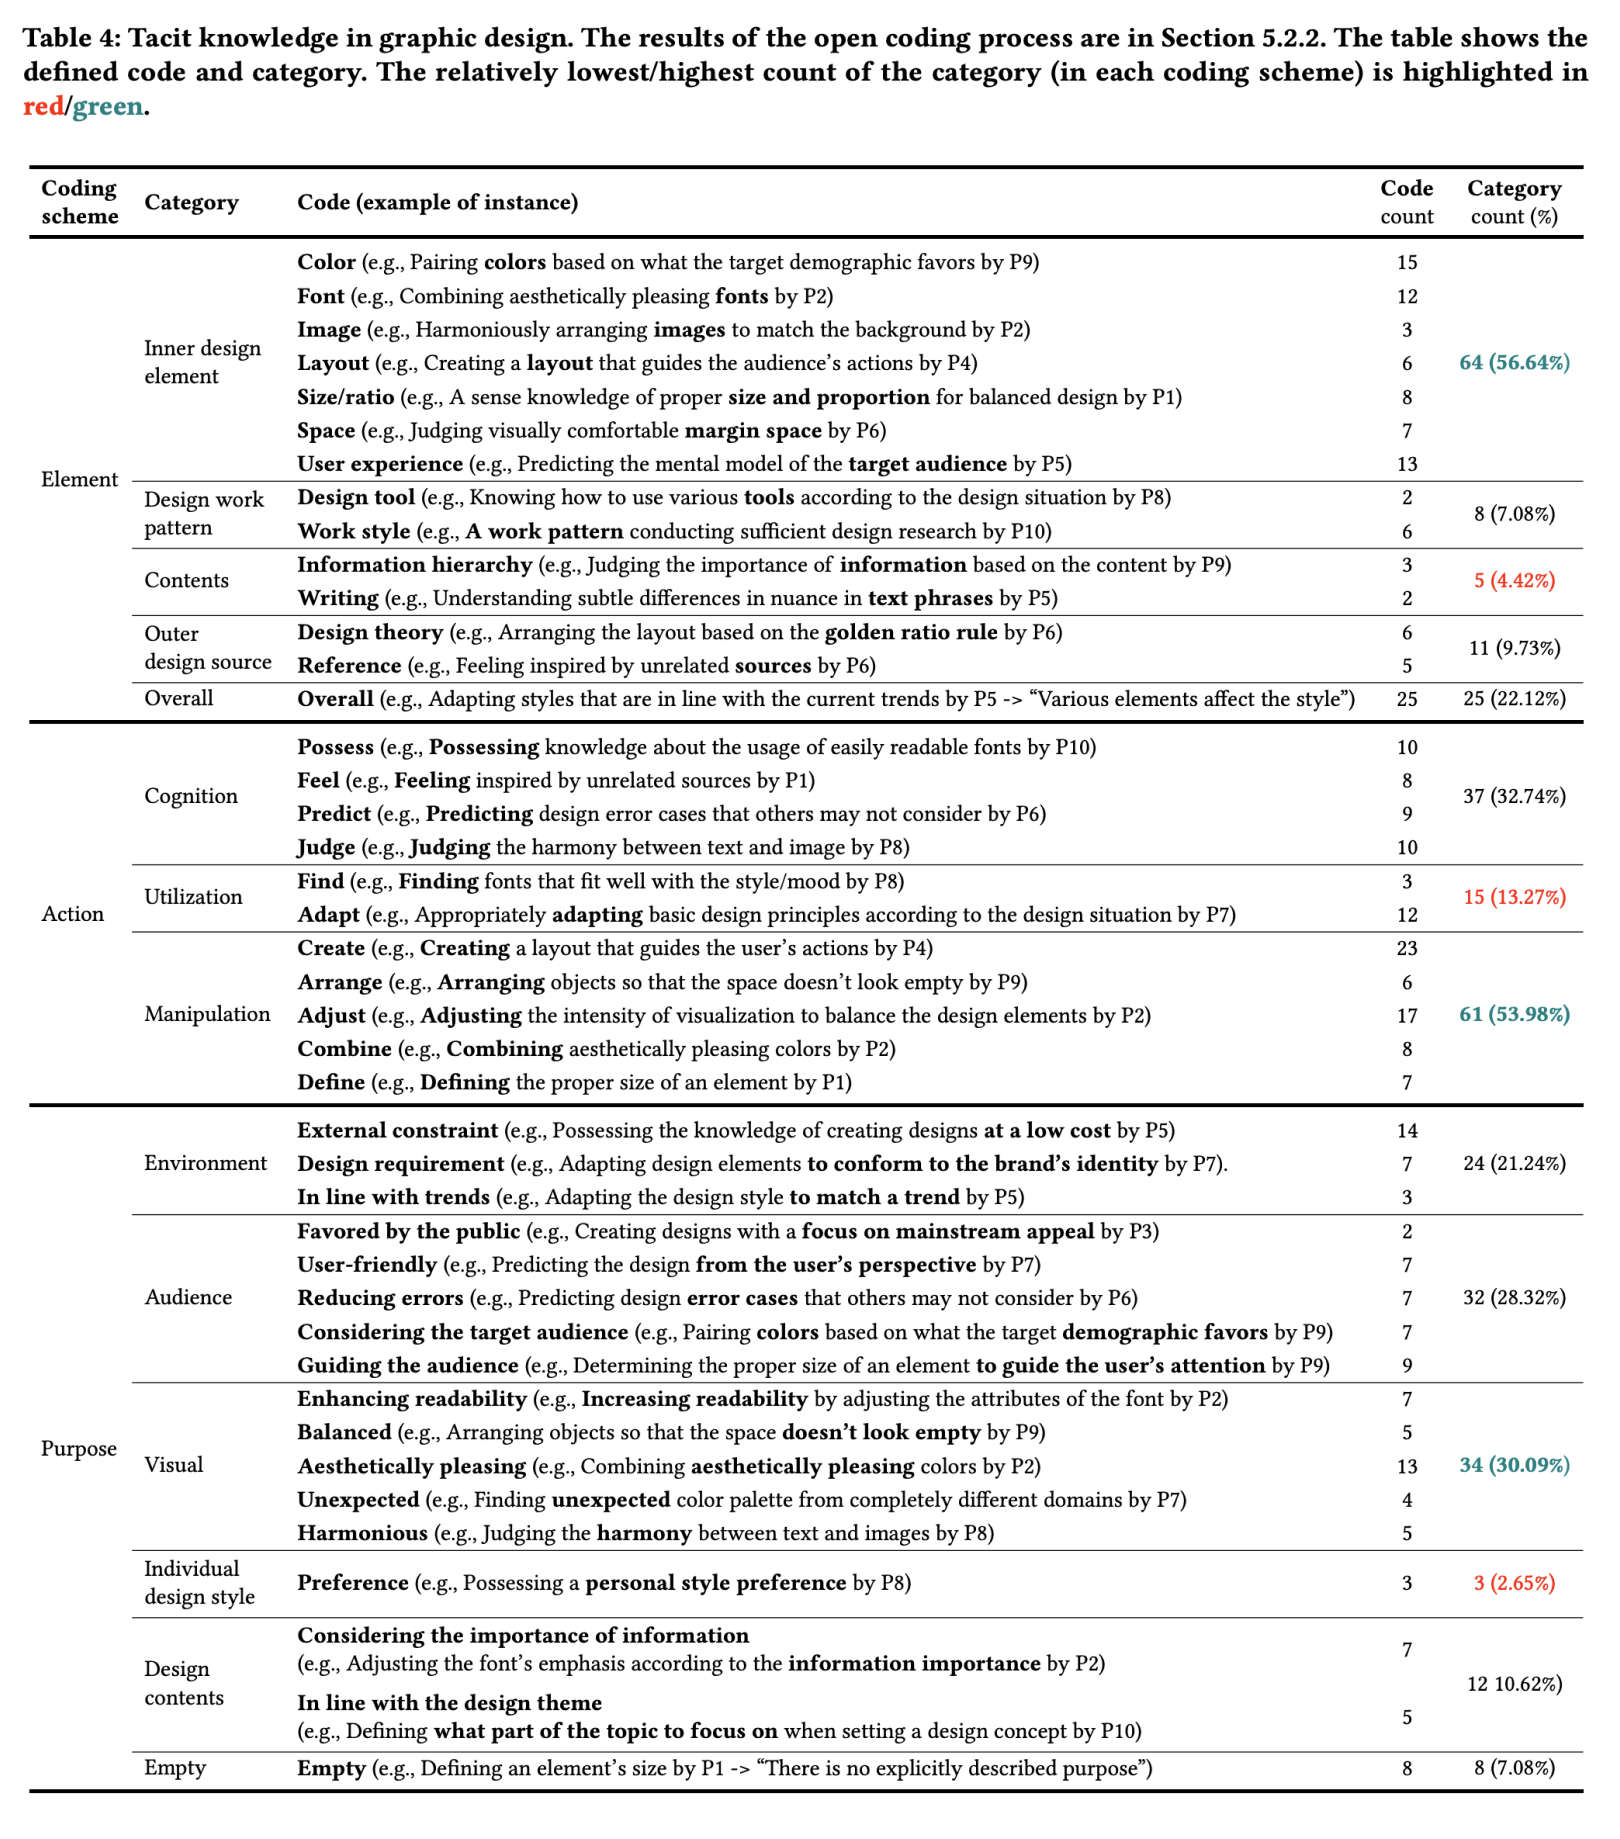 Table 4: Tacit knowledge in graphic design. The results of the open coding process are in Section 5.2.2. The table shows the
defined code and category. The relatively lowest/highest count of the category (in each coding scheme) is highlighted in
red/green.
Coding scheme Category Code (example of instance) Code count Category count (%)
Element
Inner design element
Color (e.g., Pairing colors based on what the target demographic favors by P9) 15
Font (e.g., Combining aesthetically pleasing fonts by P2) 12
Image (e.g., Harmoniously arranging images to match the background by P2) 3
Layout (e.g., Creating a layout that guides the audience’s actions by P4) 6
Size/ratio (e.g., A sense knowledge of proper size and proportion for balanced design by P1) 8
Space (e.g., Judging visually comfortable margin space by P6) 7
User experience (e.g., Predicting the mental model of the target audience by P5) 13
64 (56.64%)
Design work pattern
Design tool (e.g., Knowing how to use various tools according to the design situation by P8) 2
Work style (e.g., A work pattern conducting sufficient design research by P10) 6
8 (7.08%)
Contents
Information hierarchy (e.g., Judging the importance of information based on the content by P9) 3
Writing (e.g., Understanding subtle differences in nuance in text phrases by P5) 2
5 (4.42%)
Outer design source
Design theory (e.g., Arranging the layout based on the golden ratio rule by P6) 6
Reference (e.g., Feeling inspired by unrelated sources by P6) 5
11 (9.73%)
Overall
Overall (e.g., Adapting styles that are in line with the current trends by P5 -> “Various elements affect the style”) 25
25 (22.12%)
Action
Cognition
Possess (e.g., Possessing knowledge about the usage of easily readable fonts by P10) 10
Feel (e.g., Feeling inspired by unrelated sources by P1) 8
Predict (e.g., Predicting design error cases that others may not consider by P6) 9
Judge (e.g., Judging the harmony between text and image by P8) 10
37 (32.74%)
Utilization
Find (e.g., Finding fonts that fit well with the style/mood by P8) 3
Adapt (e.g., Appropriately adapting basic design principles according to the design situation by P7) 12
15 (13.27%)
Manipulation
Create (e.g., Creating a layout that guides the user’s actions by P4) 23
Arrange (e.g., Arranging objects so that the space doesn’t look empty by P9) 6
Adjust (e.g., Adjusting the intensity of visualization to balance the design elements by P2) 17
Combine (e.g., Combining aesthetically pleasing colors by P2) 8
Define (e.g., Defining the proper size of an element by P1) 7
61 (53.98%)
Purpose
Environment
External constraint (e.g., Possessing the knowledge of creating designs at a low cost by P5) 14
Design requirement (e.g., Adapting design elements to conform to the brand’s identity by P7). 7
In line with trends (e.g., Adapting the design style to match a trend by P5) 3
24 (21.24%)
Audience
Favored by the public (e.g., Creating designs with a focus on mainstream appeal by P3) 2
User-friendly (e.g., Predicting the design from the user’s perspective by P7) 7
Reducing errors (e.g., Predicting design error cases that others may not consider by P6) 7
Considering the target audience (e.g., Pairing colors based on what the target demographic favors by P9) 7
Guiding the audience (e.g., Determining the proper size of an element to guide the user’s attention by P9) 9
32 (28.32%)
Visual
Enhancing readability (e.g., Increasing readability by adjusting the attributes of the font by P2) 7
Balanced (e.g., Arranging objects so that the space doesn’t look empty by P9) 5
Aesthetically pleasing (e.g., Combining aesthetically pleasing colors by P2) 13
Unexpected (e.g., Finding unexpected color palette from completely different domains by P7) 4
Harmonious (e.g., Judging the harmony between text and images by P8) 5
34 (30.09%)
Individual design style
Preference (e.g., Possessing a personal style preference by P8) 3
3 (2.65%)
Design contents
Considering the importance of information
(e.g., Adjusting the font’s emphasis according to the information importance by P2) 7
In line with the design theme
(e.g., Defining what part of the topic to focus on when setting a design concept by P10) 5
12 10.62%)
Empty
Empty (e.g., Defining an element’s size by P1 -> “There is no explicitly described purpose”) 8
8 (7.08%)